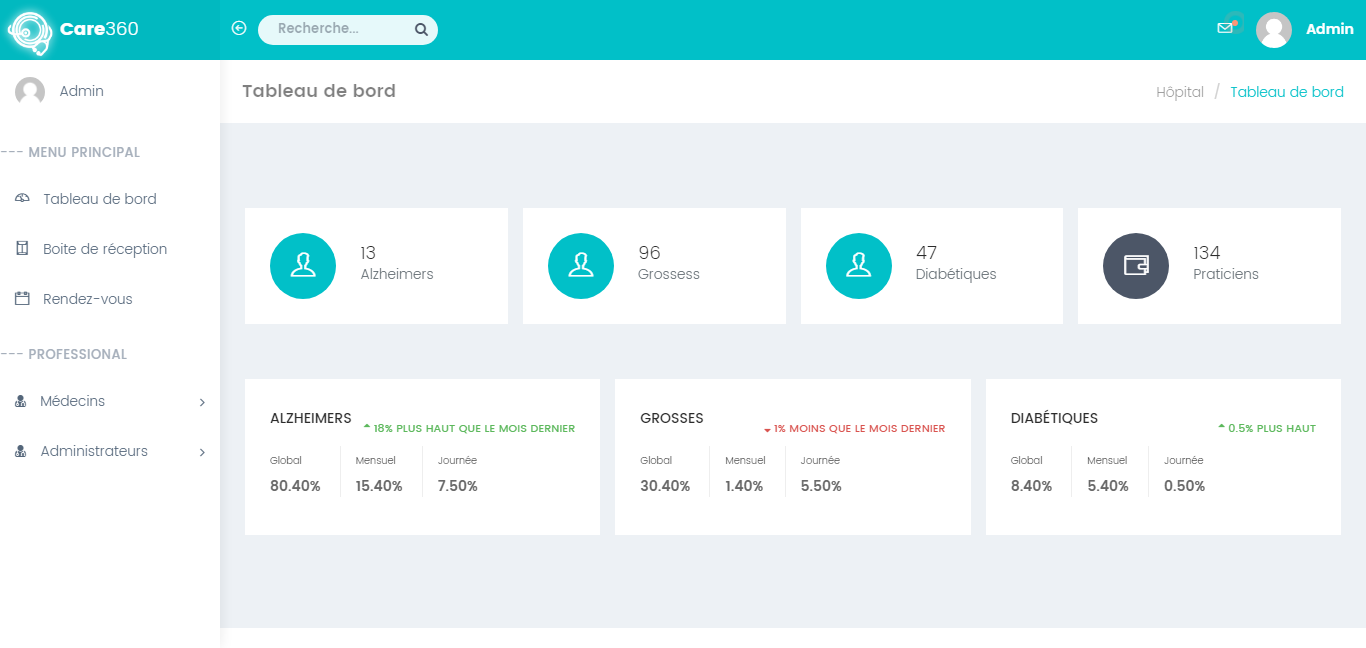 Care360
Recherche...
Admin
Admin
Tableau de bord
Hôpital / Tableau de bord
--- MENU PRINCIPAL
Tableau de bord
Boite de réception
Rendez-vous
--- PROFESSIONAL
Médecins
Administrateurs
13
Alzheimers
96
Grossess
47
Diabétiques
134
Praticiens
ALZHEIMERS
18% PLUS HAUT QUE LE MOIS DERNIER
Global Mensuel Journée
80.40% 15.40% 7.50%
GROSSES
1% MOINS QUE LE MOIS DERNIER
Global Mensuel Journée
30.40% 1.40% 5.50%
DIABÉTIQUES
0.5% PLUS HAUT
Global Mensuel Journée
8.40% 5.40% 0.50%